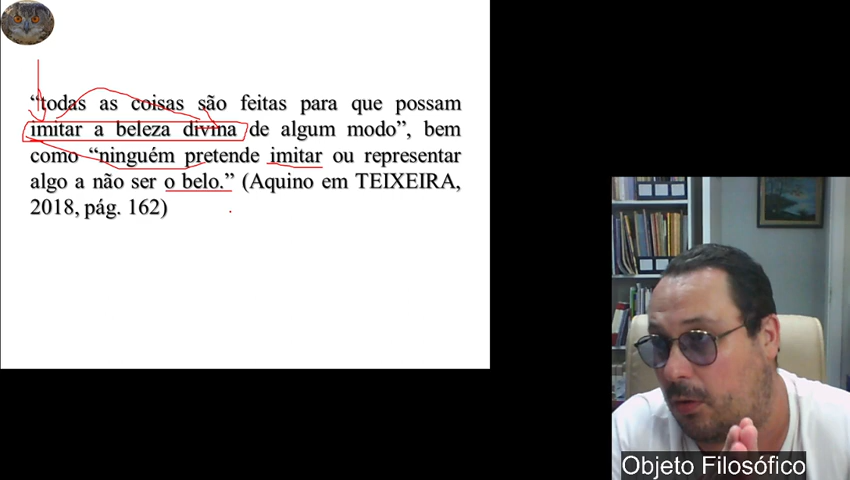 “todas as coisas são feitas para que possam
imitar a beleza divina de algum modo”, bem
como “ninguém pretende imitar ou representar
algo a não ser o belo.” (Aquino em TEIXEIRA,
2018, pág. 162)
Objeto Filosófico